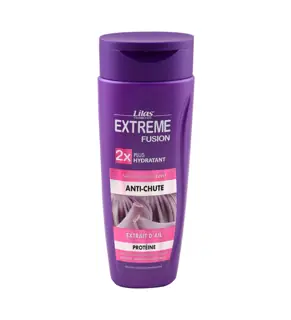 Lilas
EXTREME
FUSION
2x PLUS
HYDRATANT
ANTI-CHUTE
EXTRAIT D'AIL
PROTÉINE